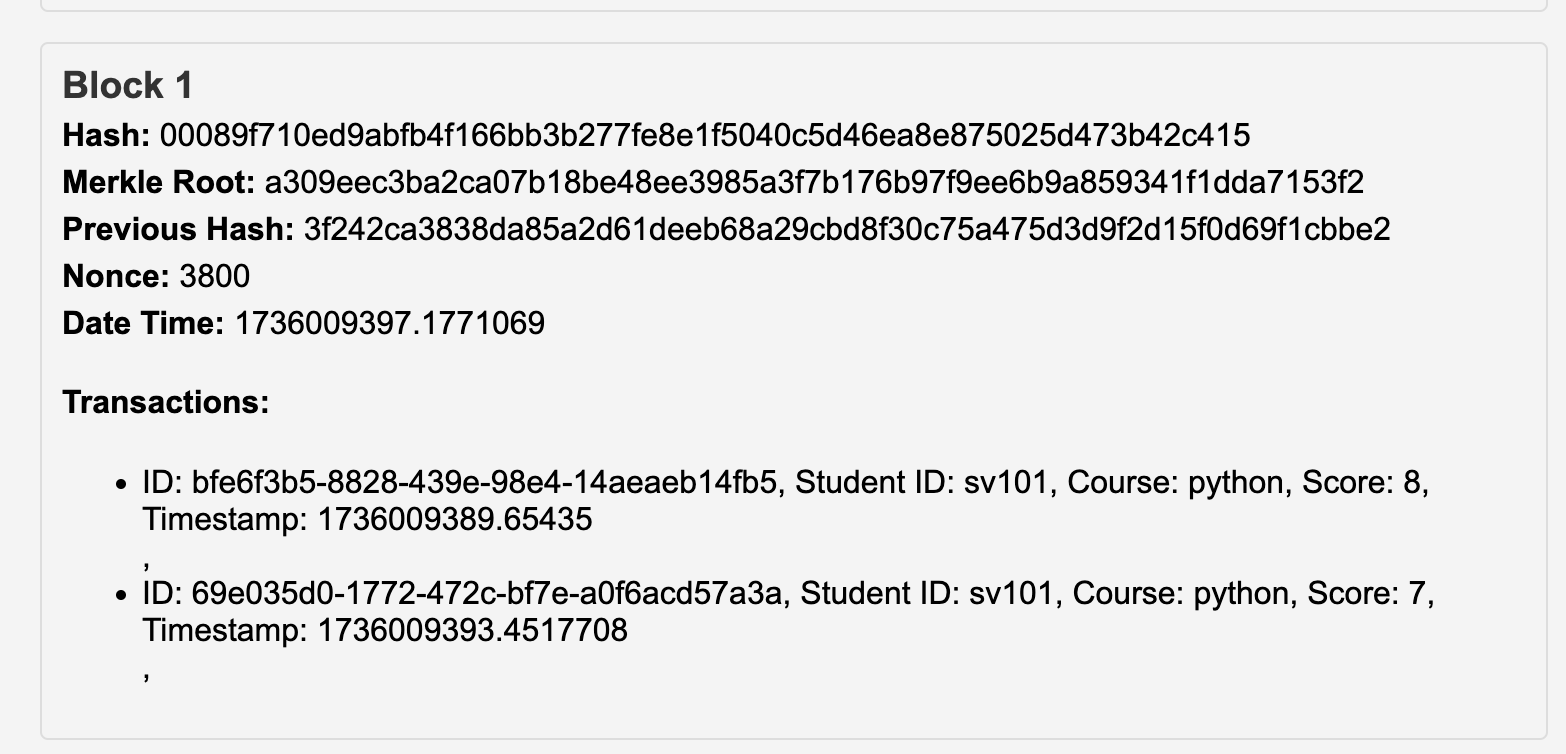 Block 1
Hash: 00089f710ed9abfb4f166bb3b277fe8e1f5040c5d46ea8e875025d473b42c415
Merkle Root: a309eec3ba2ca07b18be48ee3985a3f7b176b97f9ee6b9a859341f1dda7153f2
Previous Hash: 3f242ca3838da85a2d61deeb68a29cbd8f30c75a475d3d9f2d15f0d69f1cbbe2
Nonce: 3800
Date Time: 1736009397.1771069
Transactions:
• ID: bfe6f3b5-8828-439e-98e4-14aeaeb14fb5, Student ID: sv101, Course: python, Score: 8,
Timestamp: 1736009389.65435
,
• ID: 69e035d0-1772-472c-bf7e-a0f6acd57a3a, Student ID: sv101, Course: python, Score: 7,
Timestamp: 1736009393.4517708
,